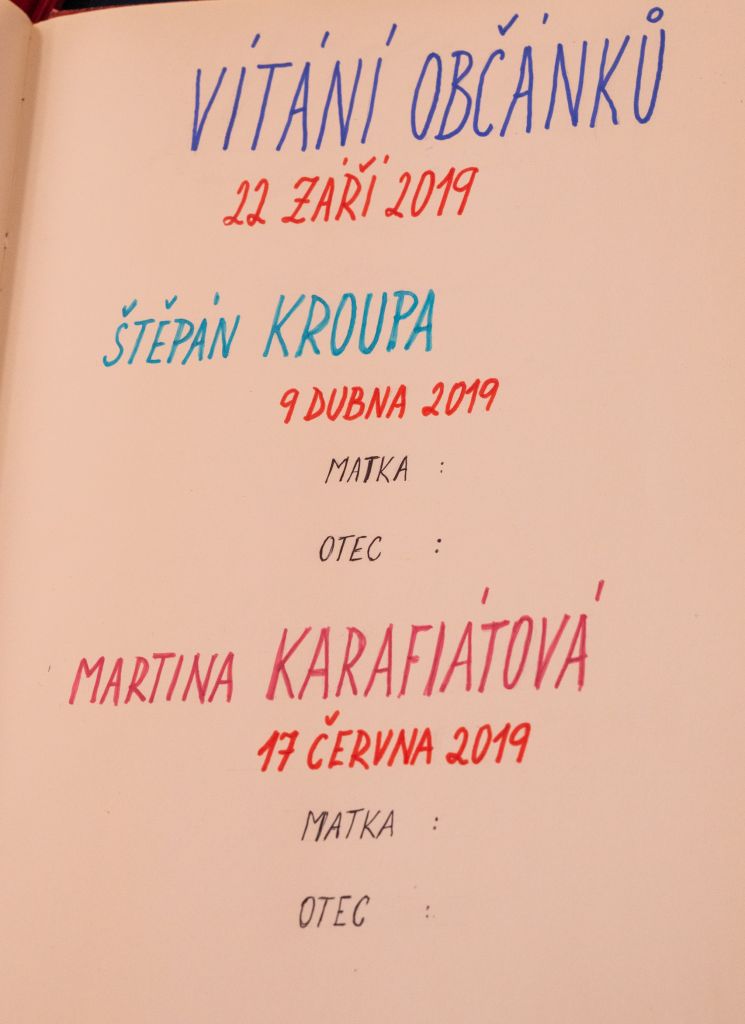 VÍTÁNÍ OBČÁNKŮ
22 ZÁŘÍ 2019
ŠTĚPÁN KROUPA
9 DUBNA 2019
MATKA :
OTEC :
MARTINA KARAFIÁTOVÁ
17 ČERVNA 2019
MATKA :
OTEC :